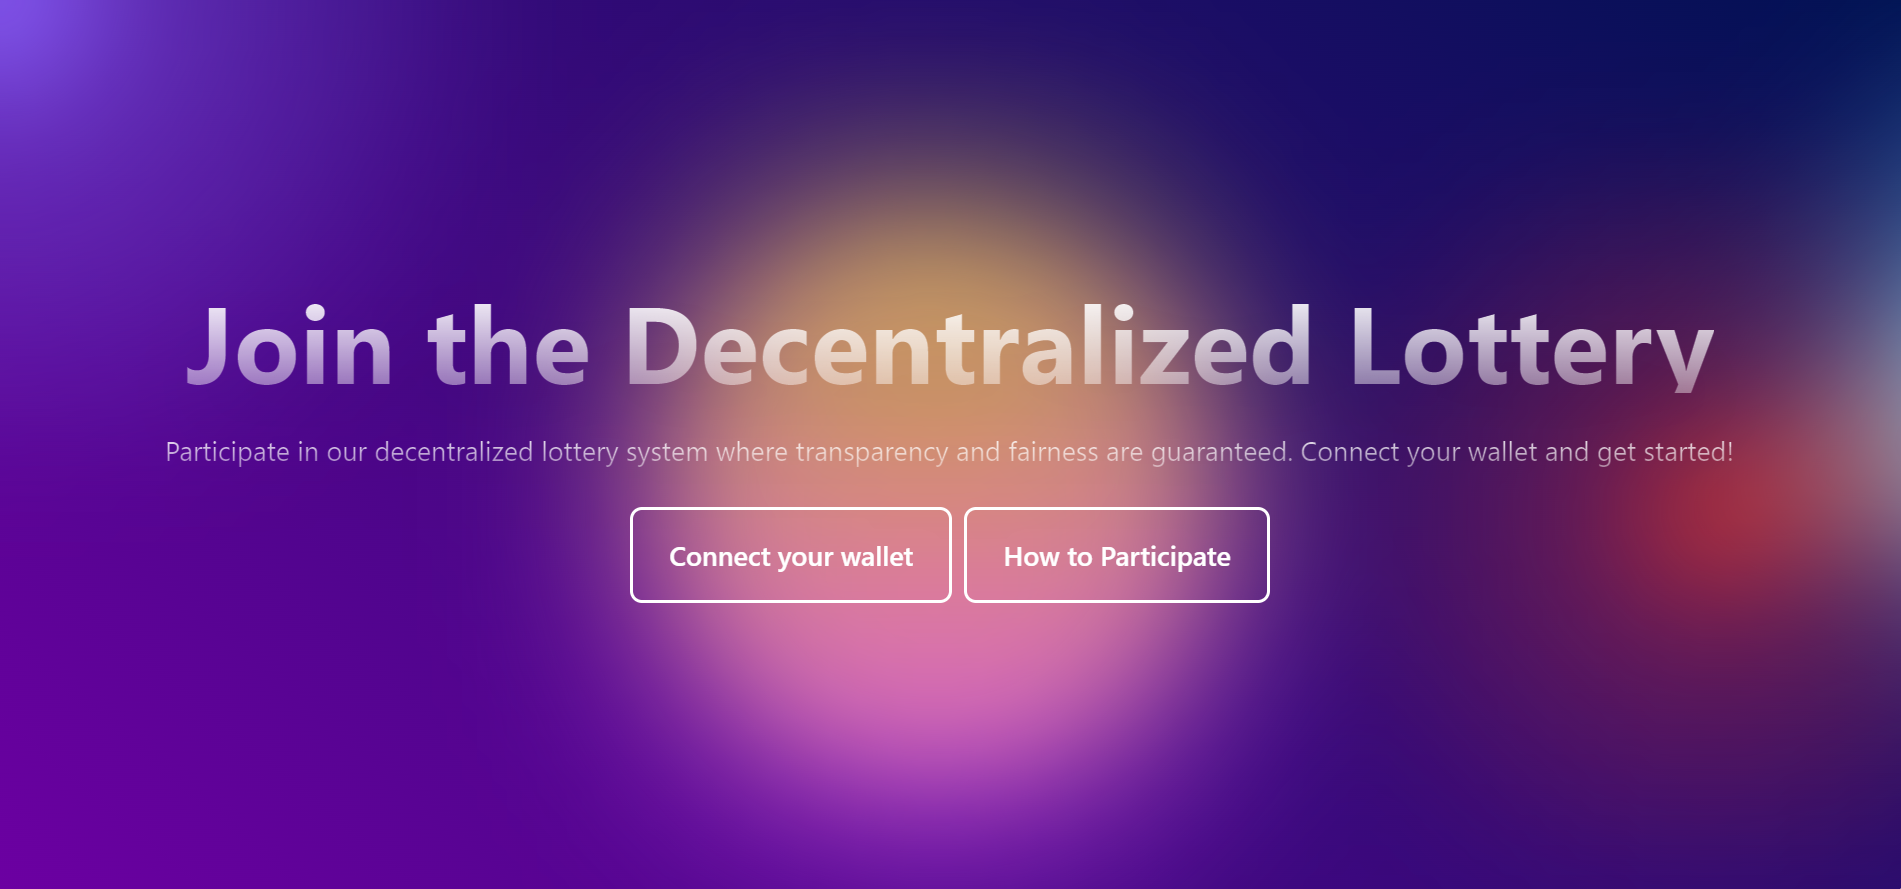 Join the Decentralized Lottery
Participate in our decentralized lottery system where transparency and fairness are guaranteed. Connect your wallet and get started!
Connect your wallet
How to Participate